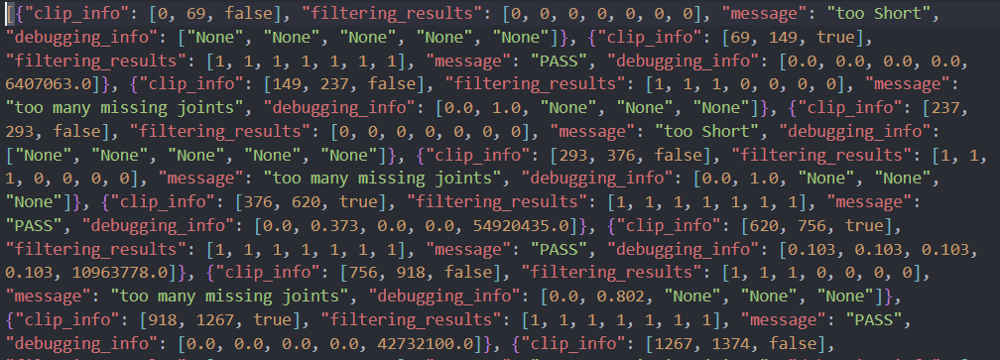 [{"clip_info": [0, 69, false], "filtering_results": [0, 0, 0, 0, 0, 0, 0], "message": "too Short",
"debugging_info": ["None", "None", "None", "None", "None"]}, {"clip_info": [69, 149, true],
"filtering_results": [1, 1, 1, 1, 1, 1, 1], "message": "PASS", "debugging_info": [0.0, 0.0, 0.0, 0.0,
6407063.0]}, {"clip_info": [149, 237, false], "filtering_results": [1, 1, 1, 0, 0, 0, 0], "message":
"too many missing joints", "debugging_info": [0.0, 1.0, "None", "None", "None"]}, {"clip_info": [237,
293, false], "filtering_results": [0, 0, 0, 0, 0, 0, 0], "message": "too Short", "debugging_info":
["None", "None", "None", "None", "None"]}, {"clip_info": [293, 376, false], "filtering_results": [1, 1,
1, 0, 0, 0, 0], "message": "too many missing joints", "debugging_info": [0.0, 1.0, "None", "None",
"None"]}, {"clip_info": [376, 620, true], "filtering_results": [1, 1, 1, 1, 1, 1, 1], "message":
"PASS", "debugging_info": [0.0, 0.373, 0.0, 0.0, 54920435.0]}, {"clip_info": [620, 756, true],
"filtering_results": [1, 1, 1, 1, 1, 1, 1], "message": "PASS", "debugging_info": [0.103, 0.103, 0.103,
0.103, 10963778.0]}, {"clip_info": [756, 918, false], "filtering_results": [1, 1, 1, 0, 0, 0, 0],
"message": "too many missing joints", "debugging_info": [0.0, 0.802, "None", "None", "None"]},
{"clip_info": [918, 1267, true], "filtering_results": [1, 1, 1, 1, 1, 1, 1], "message": "PASS",
"debugging_info": [0.0, 0.0, 0.0, 0.0, 42732100.0]}, {"clip_info": [1267, 1374, false],